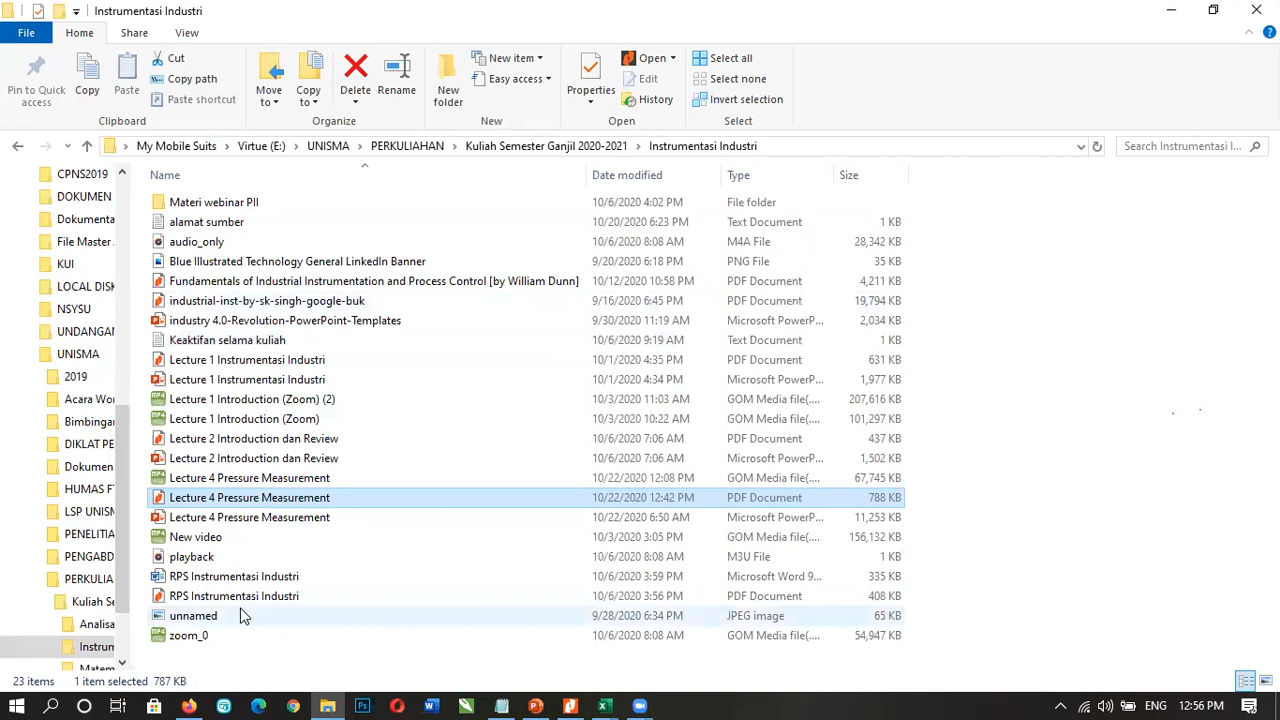 Instrumentasi Industri
File Home Share View
Pin to Quick access Copy Paste Cut Copy path Paste shortcut Move to Copy to Delete Rename New folder New item Easy access Properties Open Edit History Select all Select none Invert selection
Clipboard Organize New Open Select
My Mobile Suits Virtue (E:) UNISMA PERKULIAHAN Kuliah Semester Ganjil 2020-2021 Instrumentasi Industri Search Instrumentasi I...
Name Date modified Type Size
CPNS2019
DOKUMEN
Dokumenta
File Master
KUI
LOCAL DISK
NSYSU
UNDANGAN
UNISMA
2019
Acara Wor
Bimbingar
DIKLAT PE
Dokumen
HUMAS FT
LSP UNISM
PENELITIA
PENGABD
PERKULIA
Kuliah Se
Analisa
Instrum
Materi webinar PII 10/6/2020 4:02 PM File folder
alamat sumber 10/20/2020 6:23 PM Text Document 1 KB
audio_only 10/6/2020 8:08 AM M4A File 28,342 KB
Blue Illustrated Technology General LinkedIn Banner 9/20/2020 6:18 PM PNG File 35 KB
Fundamentals of Industrial Instrumentation and Process Control [by William Dunn] 10/12/2020 10:58 PM PDF Document 4,211 KB
industrial-inst-by-sk-singh-google-buk 9/16/2020 6:45 PM PDF Document 19,794 KB
industry 4.0-Revolution-PowerPoint-Templates 9/30/2020 11:19 AM Microsoft PowerP... 2,034 KB
Keaktifan selama kuliah 10/6/2020 9:19 AM Text Document 1 KB
Lecture 1 Instrumentasi Industri 10/1/2020 4:35 PM PDF Document 631 KB
Lecture 1 Instrumentasi Industri 10/1/2020 4:34 PM Microsoft PowerP... 1,977 KB
Lecture 1 Introduction (Zoom) (2) 10/3/2020 11:03 AM GOM Media file(.... 207,616 KB
Lecture 1 Introduction (Zoom) 10/3/2020 10:22 AM GOM Media file(.... 101,297 KB
Lecture 2 Introduction dan Review 10/6/2020 7:06 AM PDF Document 437 KB
Lecture 2 Introduction dan Review 10/6/2020 7:06 AM Microsoft PowerP... 1,502 KB
Lecture 4 Pressure Measurement 10/22/2020 12:08 PM GOM Media file(.... 67,745 KB
Lecture 4 Pressure Measurement 10/22/2020 12:42 PM PDF Document 788 KB
Lecture 4 Pressure Measurement 10/22/2020 6:50 AM Microsoft PowerP... 11,253 KB
New video 10/3/2020 3:05 PM GOM Media file(.... 156,132 KB
playback 10/6/2020 8:08 AM M3U File 1 KB
RPS Instrumentasi Industri 10/6/2020 3:59 PM Microsoft Word 9... 335 KB
RPS Instrumentasi Industri 10/6/2020 3:56 PM PDF Document 408 KB
unnamed 9/28/2020 6:34 PM JPEG image 65 KB
zoom_0 10/6/2020 8:08 AM GOM Media file(.... 54,947 KB
23 items 1 item selected 787 KB
ENG 12:56 PM